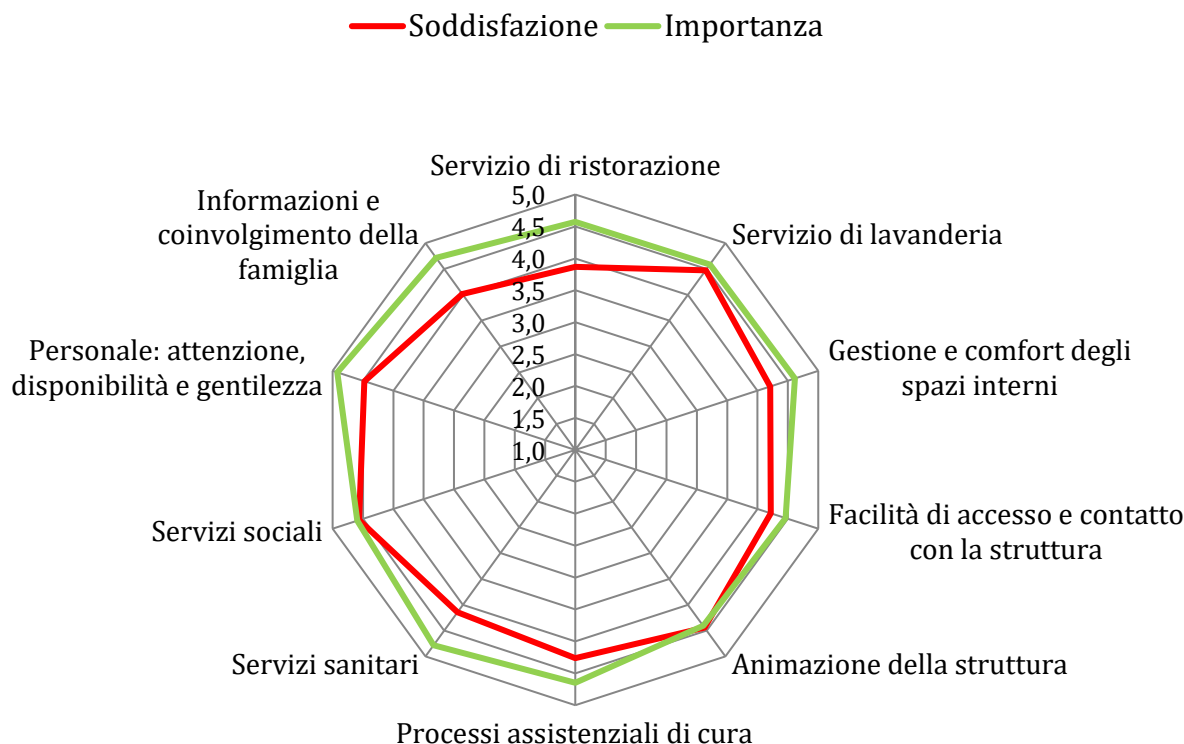 Soddisfazione Importanza
Servizio di ristorazione
Informazioni e
coinvolgimento della
famiglia
5,0
4,5
4,0
3,5
3,0
2,5
2,0
1,5
1,0
Servizio di lavanderia
Personale: attenzione,
disponibilità e gentilezza
Gestione e comfort degli
spazi interni
Servizi sociali
Facilità di accesso e contatto
con la struttura
Servizi sanitari
Animazione della struttura
Processi assistenziali di cura